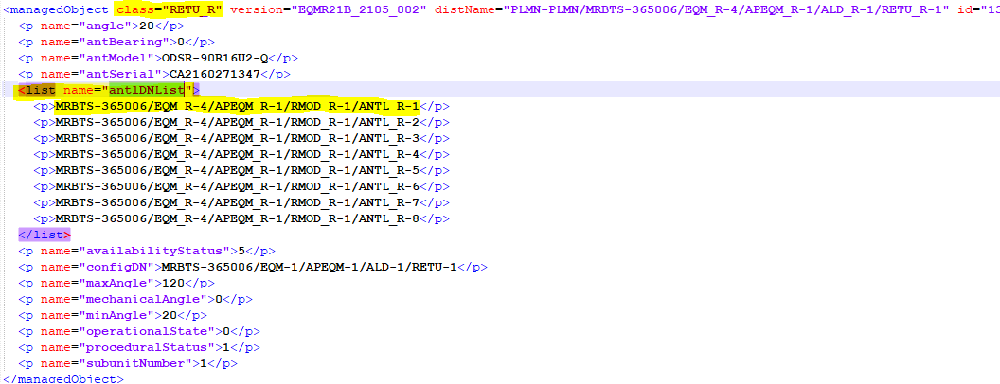 <managedObject class="RETU_R" version="EQMR21B_2105_002" distName="PLMN-PLMN/MRBTS-365006/EQM_R-4/APEQM_R-1/ALD_R-1/RETU_R-1" id="13
<p name="angle">20</p>
<p name="antBearing">0</p>
<p name="antModel">ODSR-90R16U2-Q</p>
<p name="antSerial">CA2160271347</p>
<list name="antlDNList">
<p>MRBTS-365006/EQM_R-4/APEQM_R-1/RMOD_R-1/ANTL_R-1</p>
<p>MRBTS-365006/EQM_R-4/APEQM_R-1/RMOD_R-1/ANTL_R-2</p>
<p>MRBTS-365006/EQM_R-4/APEQM_R-1/RMOD_R-1/ANTL_R-3</p>
<p>MRBTS-365006/EQM_R-4/APEQM_R-1/RMOD_R-1/ANTL_R-4</p>
<p>MRBTS-365006/EQM_R-4/APEQM_R-1/RMOD_R-1/ANTL_R-5</p>
<p>MRBTS-365006/EQM_R-4/APEQM_R-1/RMOD_R-1/ANTL_R-6</p>
<p>MRBTS-365006/EQM_R-4/APEQM_R-1/RMOD_R-1/ANTL_R-7</p>
<p>MRBTS-365006/EQM_R-4/APEQM_R-1/RMOD_R-1/ANTL_R-8</p>
</list>
<p name="availabilityStatus">5</p>
<p name="configDN">MRBTS-365006/EQM-1/APEQM-1/ALD-1/RETU-1</p>
<p name="maxAngle">120</p>
<p name="mechanicalAngle">0</p>
<p name="minAngle">20</p>
<p name="operationalState">0</p>
<p name="proceduralStatus">1</p>
<p name="subunitNumber">1</p>
</managedObject>